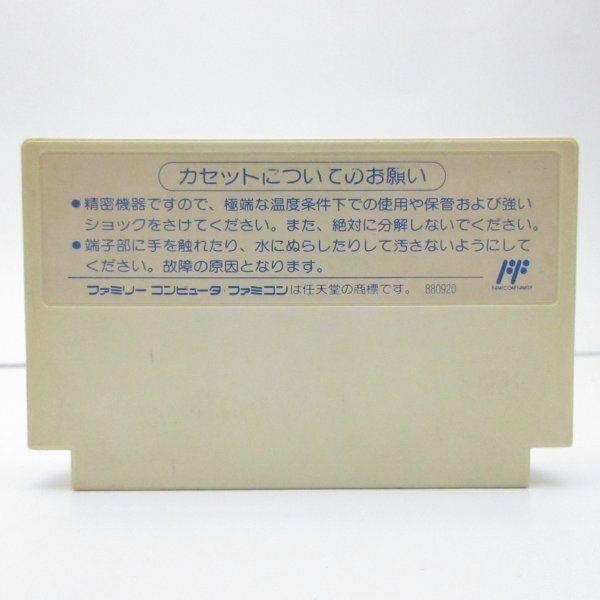 カセットについてのお願い
●精密機器ですので、極端な温度条件下での使用や保管および強い
ショックをさけてください。また、絶対に分解しないでください。
●端子部に手を触れたり、水にぬらしたりして汚さないようにして
ください。故障の原因となります。
ファミリー コンピュータ・ファミコンは任天堂の商標です。 880920
FAMICOM FAMILY